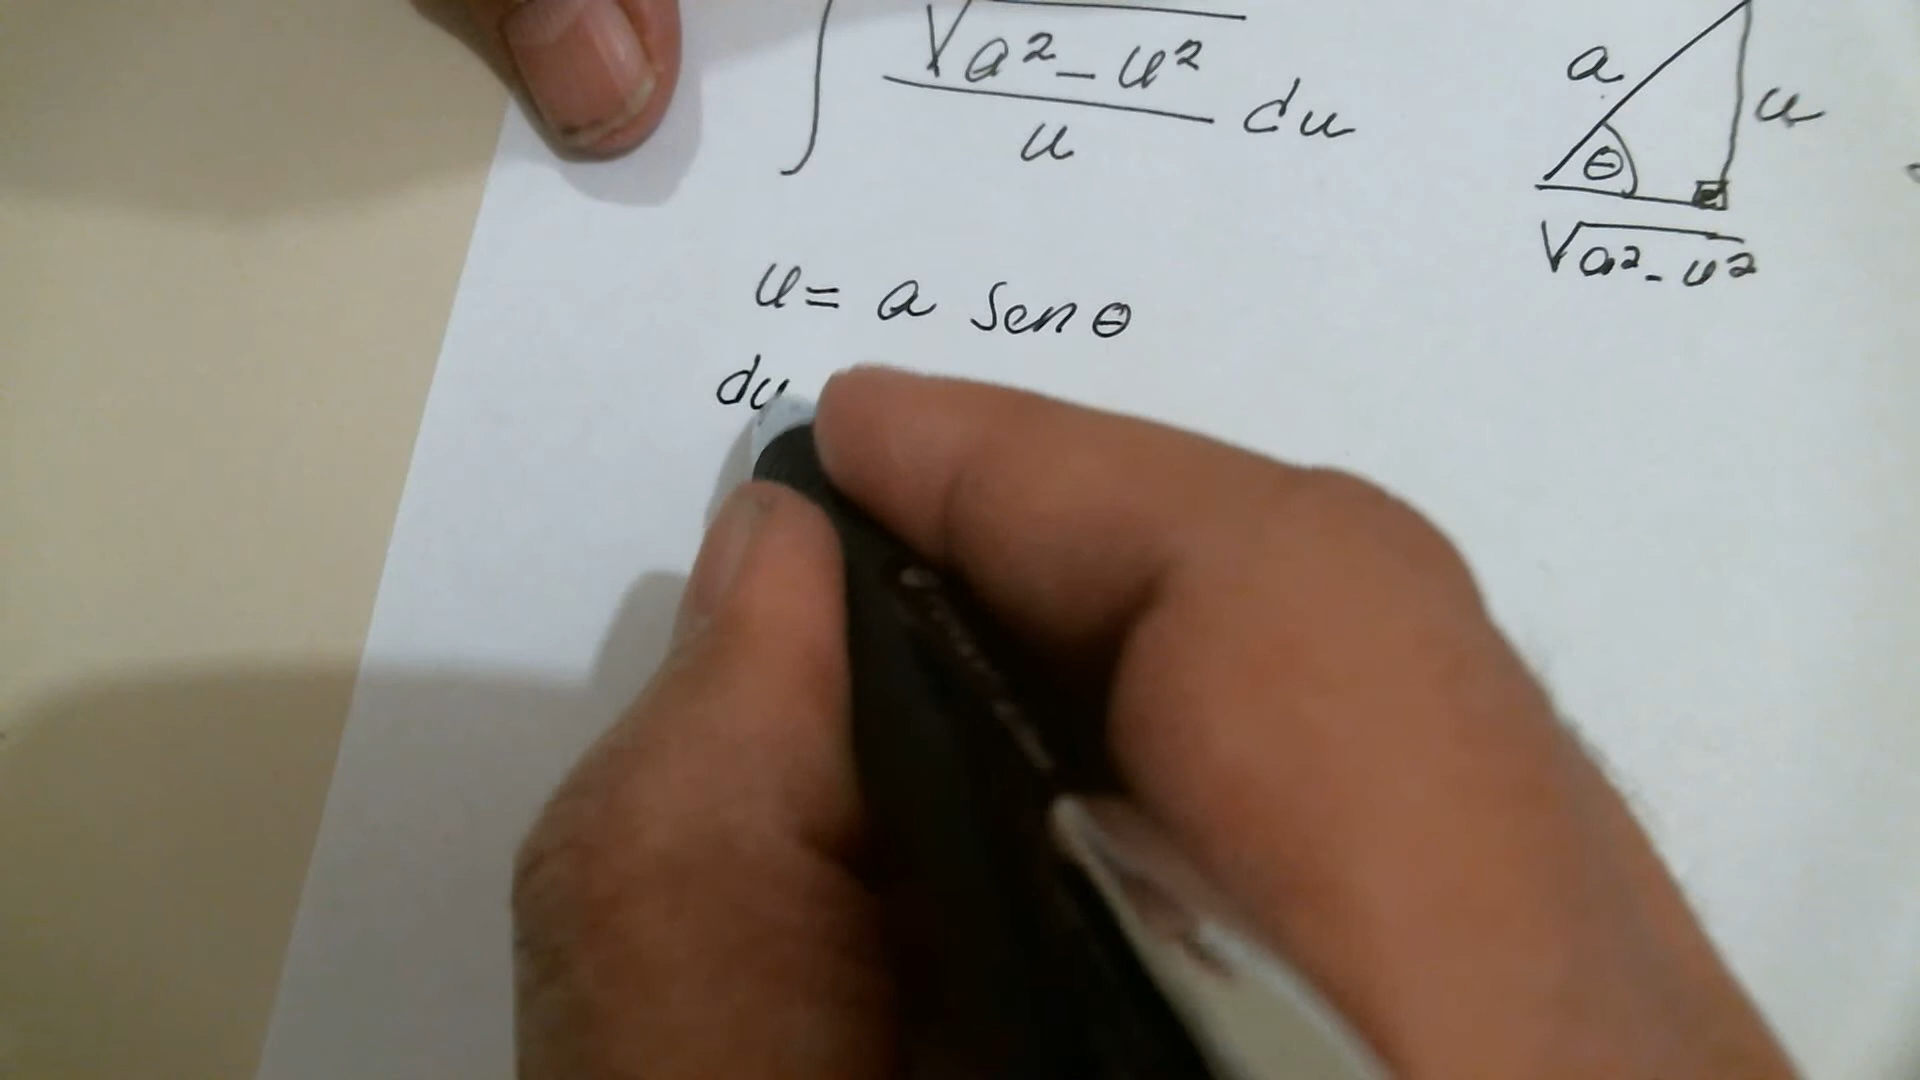 ∫ √(a² - u²) / u du
a
u
θ
√(a² - u²)
u = a Sen θ
du